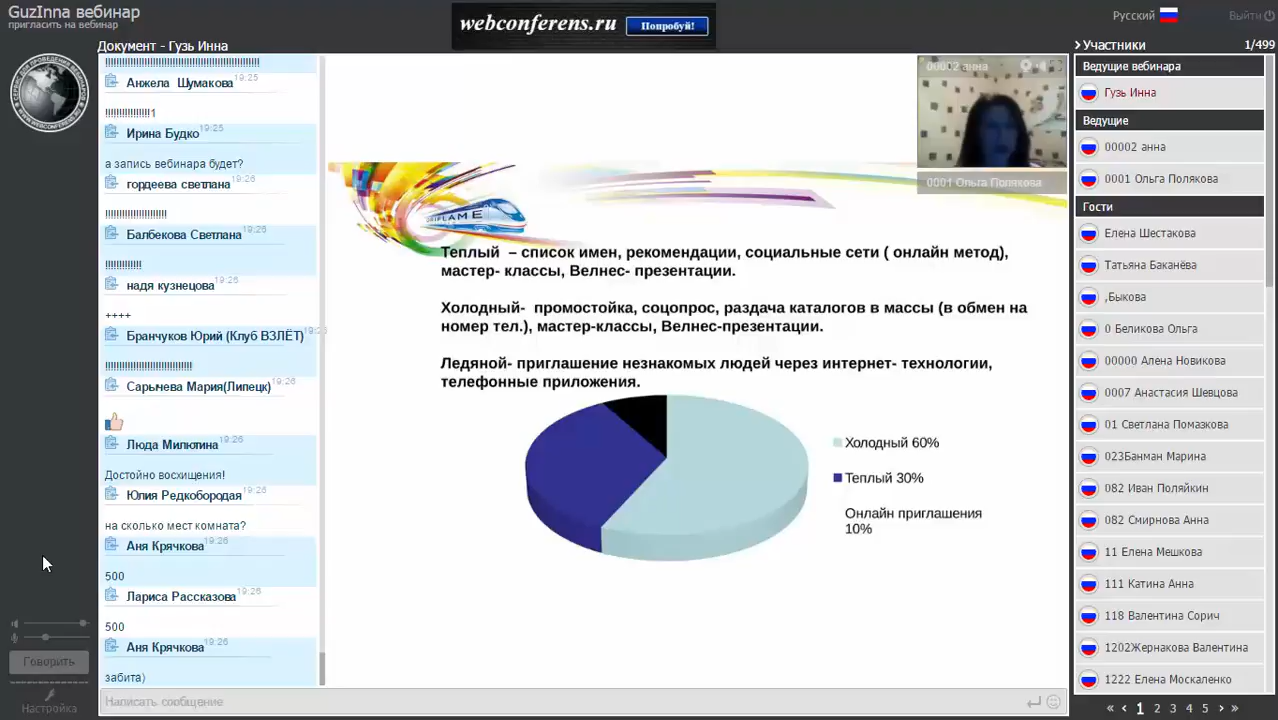 GuzInna вебинар
пригласить на вебинар
webconferens.ru Попробуй!
Русский
Выйти
Документ - Гузь Инна
!!!!!!!!!!!!!!!!!!!!!!!!!!!!!!!!!!!!!!!!!!!!!!!!!!
Анжела Шумакова 19:25
!!!!!!!!!!!!!!!1
Ирина Будко 19:25
а запись вебинара будет?
гордеева светлана 19:26
!!!!!!!!!!!!!!!!!!!!
Балбекова Светлана 19:26
!!!!!!!!!!!!
надя кузнецова 19:26
++++
Бранчуков Юрий (Клуб ВЗЛЁТ) 19:26
!!!!!!!!!!!!!!!!!!!!!!!!!!!!
Сарычева Мария(Липецк) 19:26
Люда Милютина 19:26
Достойно восхищения!
Юлия Редкобородая 19:26
на сколько мест комната?
Аня Крячкова 19:26
500
Лариса Рассказова 19:26
500
Аня Крячкова 19:26
забита)
Написать сообщение
Говорить
Настройка
00002 анна
0001 Ольга Полякова
ORIFLAME
Теплый – список имен, рекомендации, социальные сети ( онлайн метод),
мастер- классы, Велнес- презентации.
Холодный- промостойка, соцопрос, раздача каталогов в массы (в обмен на
номер тел.), мастер-классы, Велнес-презентации.
Ледяной- приглашение незнакомых людей через интернет- технологии,
телефонные приложения.
Холодный 60%
Теплый 30%
Онлайн приглашения
10%
Участники 1/499
Ведущие вебинара
Гузь Инна
Ведущие
00002 анна
0001 Ольга Полякова
Гости
Елена Шестакова
Татьяна Баканёва
,Быкова
0 Беликова Ольга
00000 Алена Новикова
0007 Анастасия Шевцова
01 Светлана Помазкова
023Банман Марина
082 Иван Поляйкин
082 Смирнова Анна
11 Елена Мешкова
111 Катина Анна
118 Валентина Сорич
1202Жернакова Валентина
1222 Елена Москаленко
« ‹ 1 2 3 4 5 › »